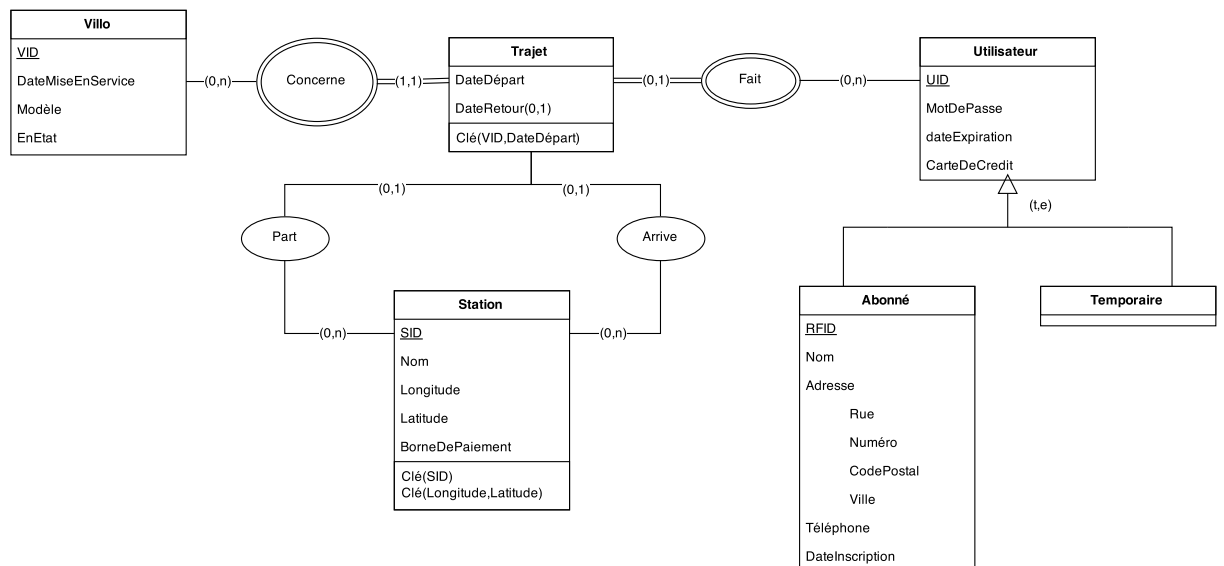 Villo
VID
DateMiseEnService
Modèle
EnEtat
(0,n)
Concerne
(1,1)
Trajet
DateDépart
DateRetour(0,1)
Clé(VID,DateDépart)
(0,1)
Fait
(0,n)
Utilisateur
UID
MotDePasse
dateExpiration
CarteDeCredit
(t,e)
(0,1)
(0,1)
Part
Arrive
(0,n)
(0,n)
Station
SID
Nom
Longitude
Latitude
BorneDePaiement
Clé(SID)
Clé(Longitude,Latitude)
Abonné
RFID
Nom
Adresse
Rue
Numéro
CodePostal
Ville
Téléphone
DateInscription
Temporaire